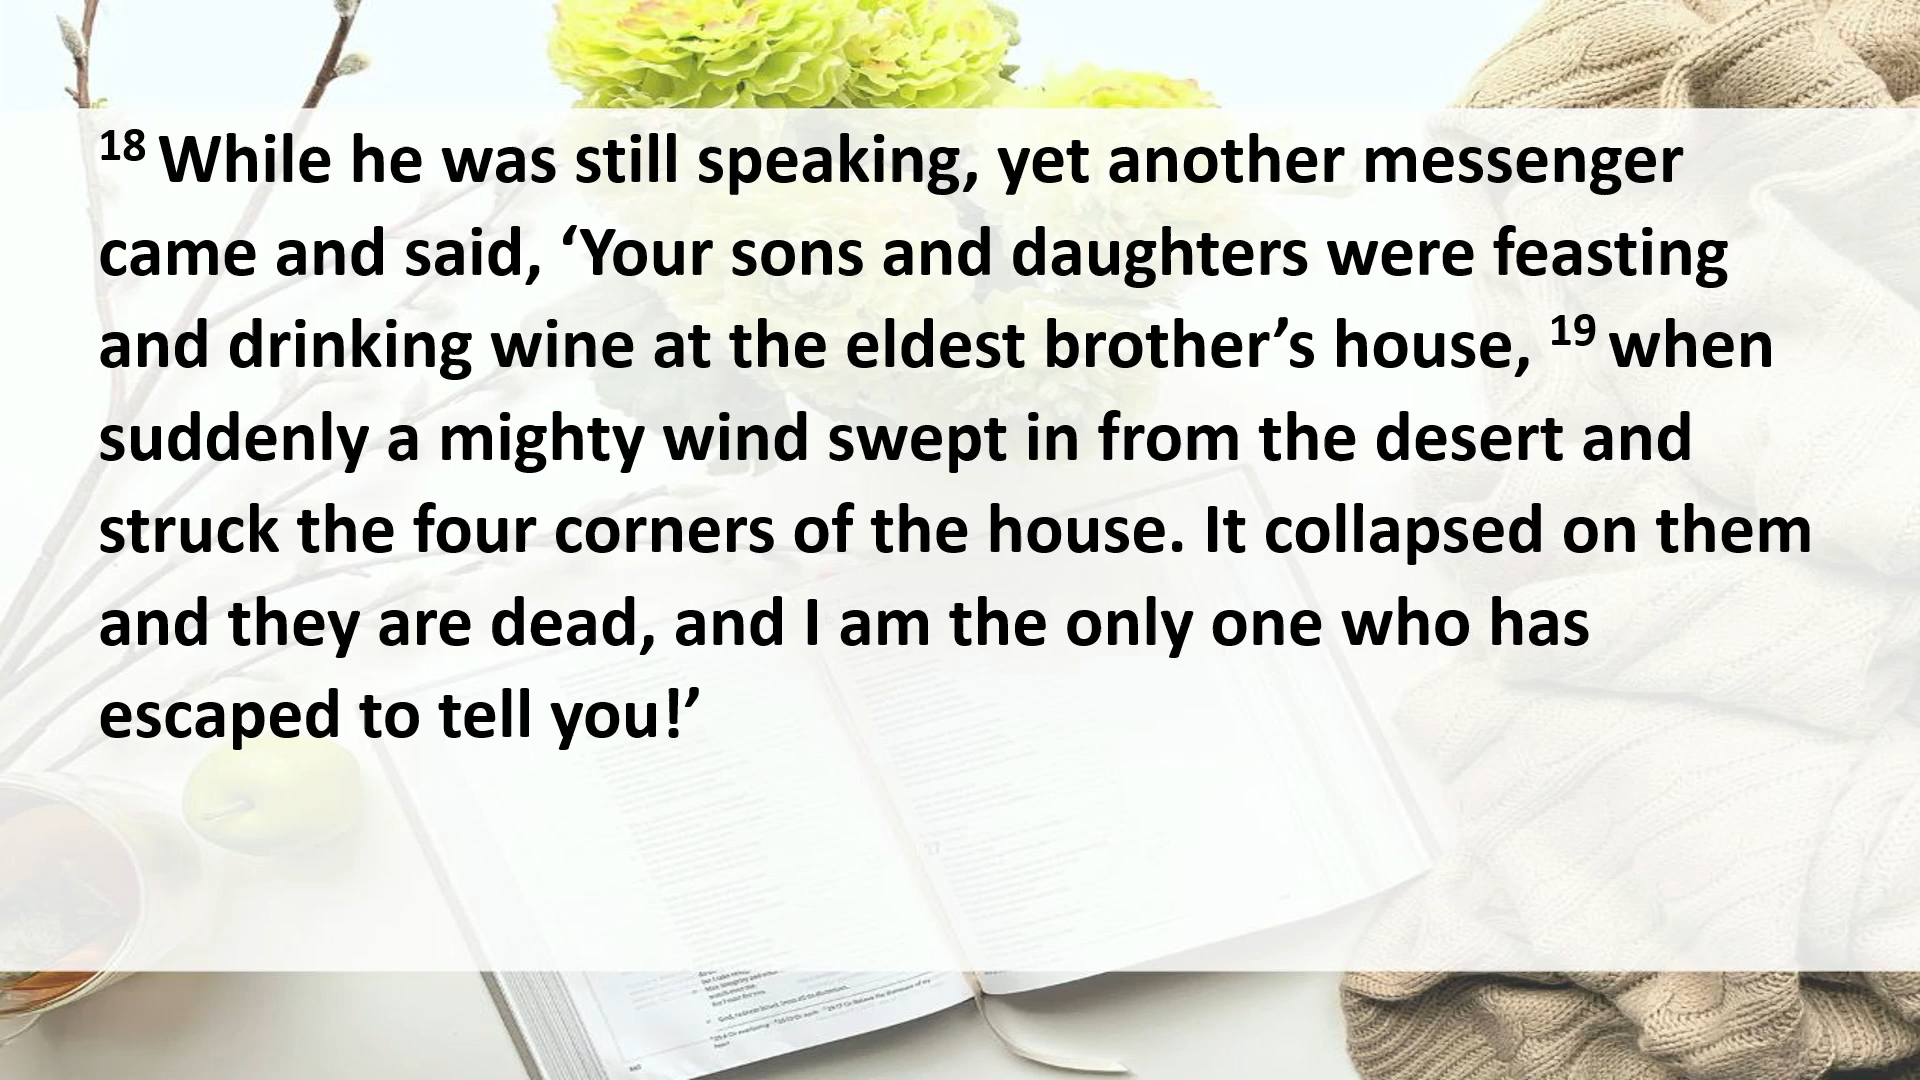 18 While he was still speaking, yet another messenger
came and said, ‘Your sons and daughters were feasting
and drinking wine at the eldest brother’s house, 19 when
suddenly a mighty wind swept in from the desert and
struck the four corners of the house. It collapsed on them
and they are dead, and I am the only one who has
escaped to tell you!’